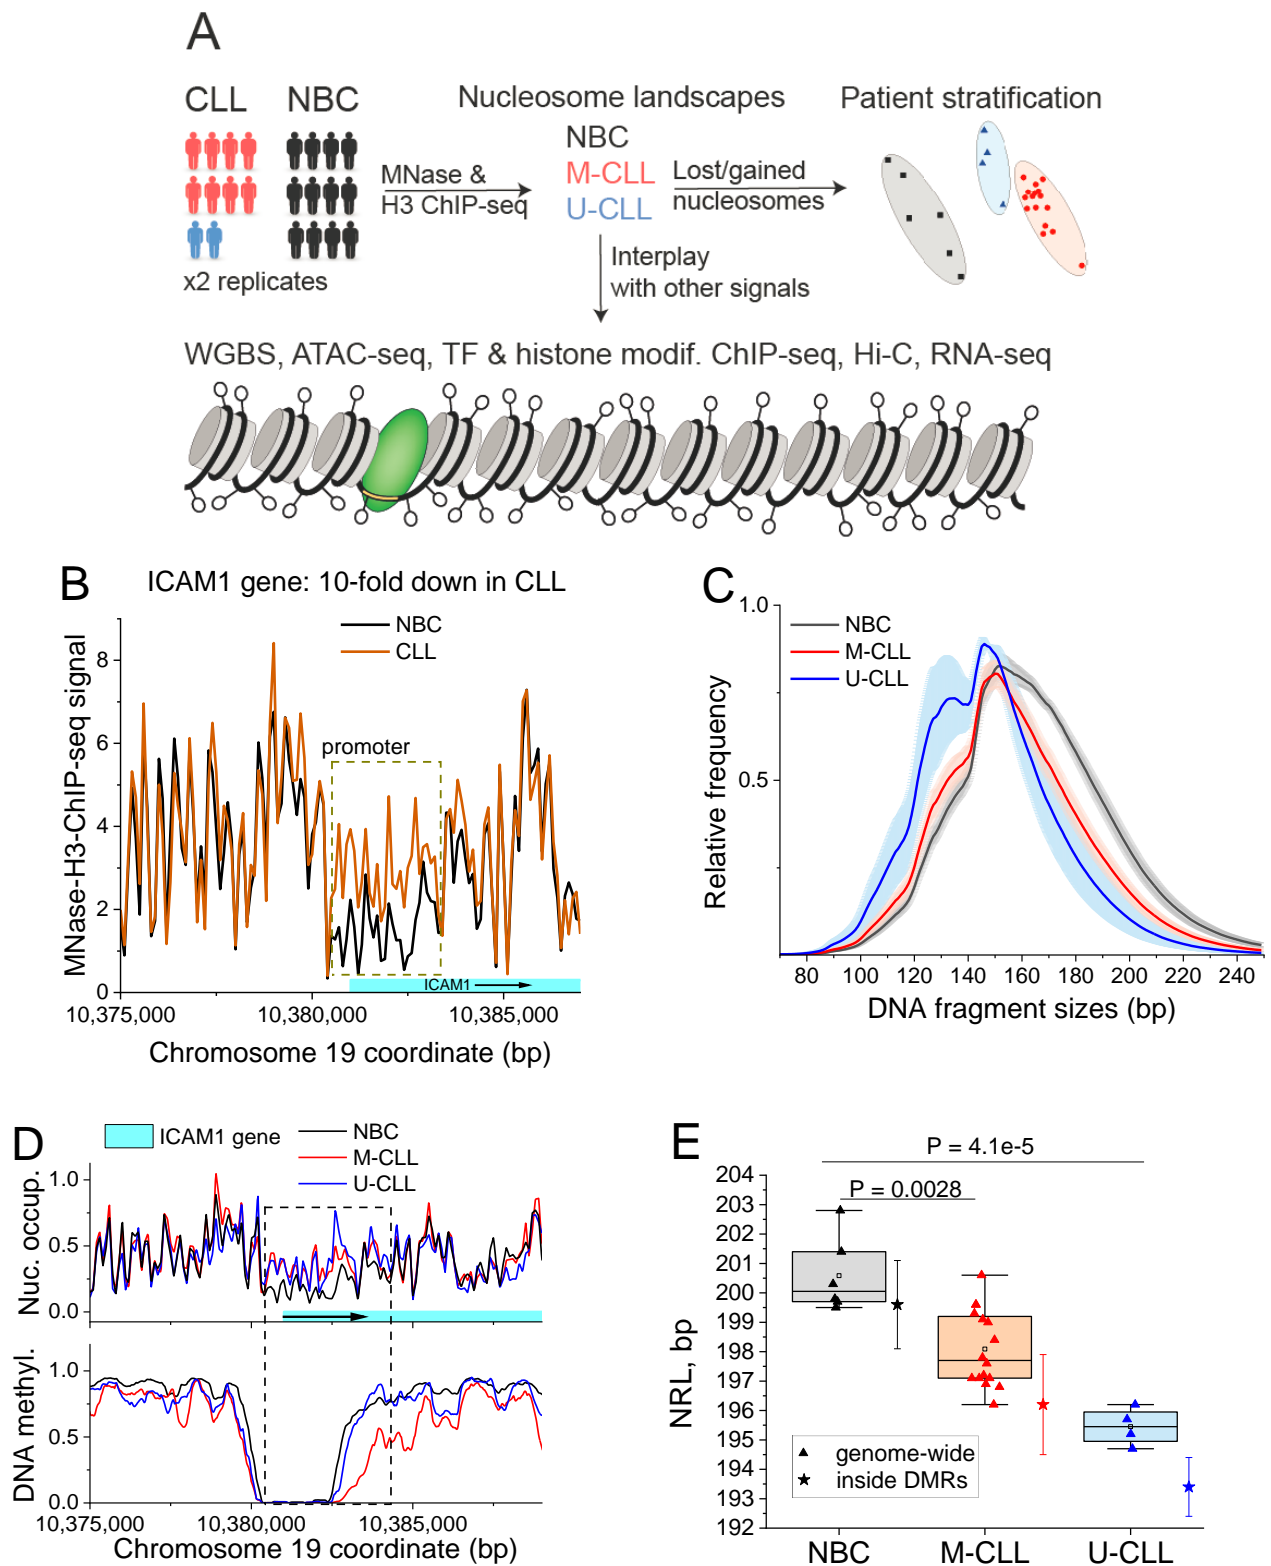 A
CLL
NBC
Nucleosome landscapes
Patient stratification
MNase &
H3 ChIP-seq
NBC
M-CLL
U-CLL
Lost/gained
nucleosomes
x2 replicates
Interplay
with other signals
WGBS, ATAC-seq, TF & histone modif. ChIP-seq, Hi-C, RNA-seq
B
ICAM1 gene: 10-fold down in CLL
NBC
CLL
MNase-H3-ChIP-seq signal
8
6
4
2
0
promoter
ICAM1
10,375,000
10,380,000
10,385,000
Chromosome 19 coordinate (bp)
C
1.0
0.5
NBC
M-CLL
U-CLL
Relative frequency
80
100
120
140
160
180
200
220
240
DNA fragment sizes (bp)
D
ICAM1 gene
NBC
M-CLL
U-CLL
Nuc. occup.
1.0
0.5
0.0
DNA methyl.
1.0
0.5
0.0
10,375,000
10,380,000
10,385,000
Chromosome 19 coordinate (bp)
E
P = 4.1e-5
P = 0.0028
NRL, bp
204
203
202
201
200
199
198
197
196
195
194
193
192
genome-wide
inside DMRs
NBC
M-CLL
U-CLL